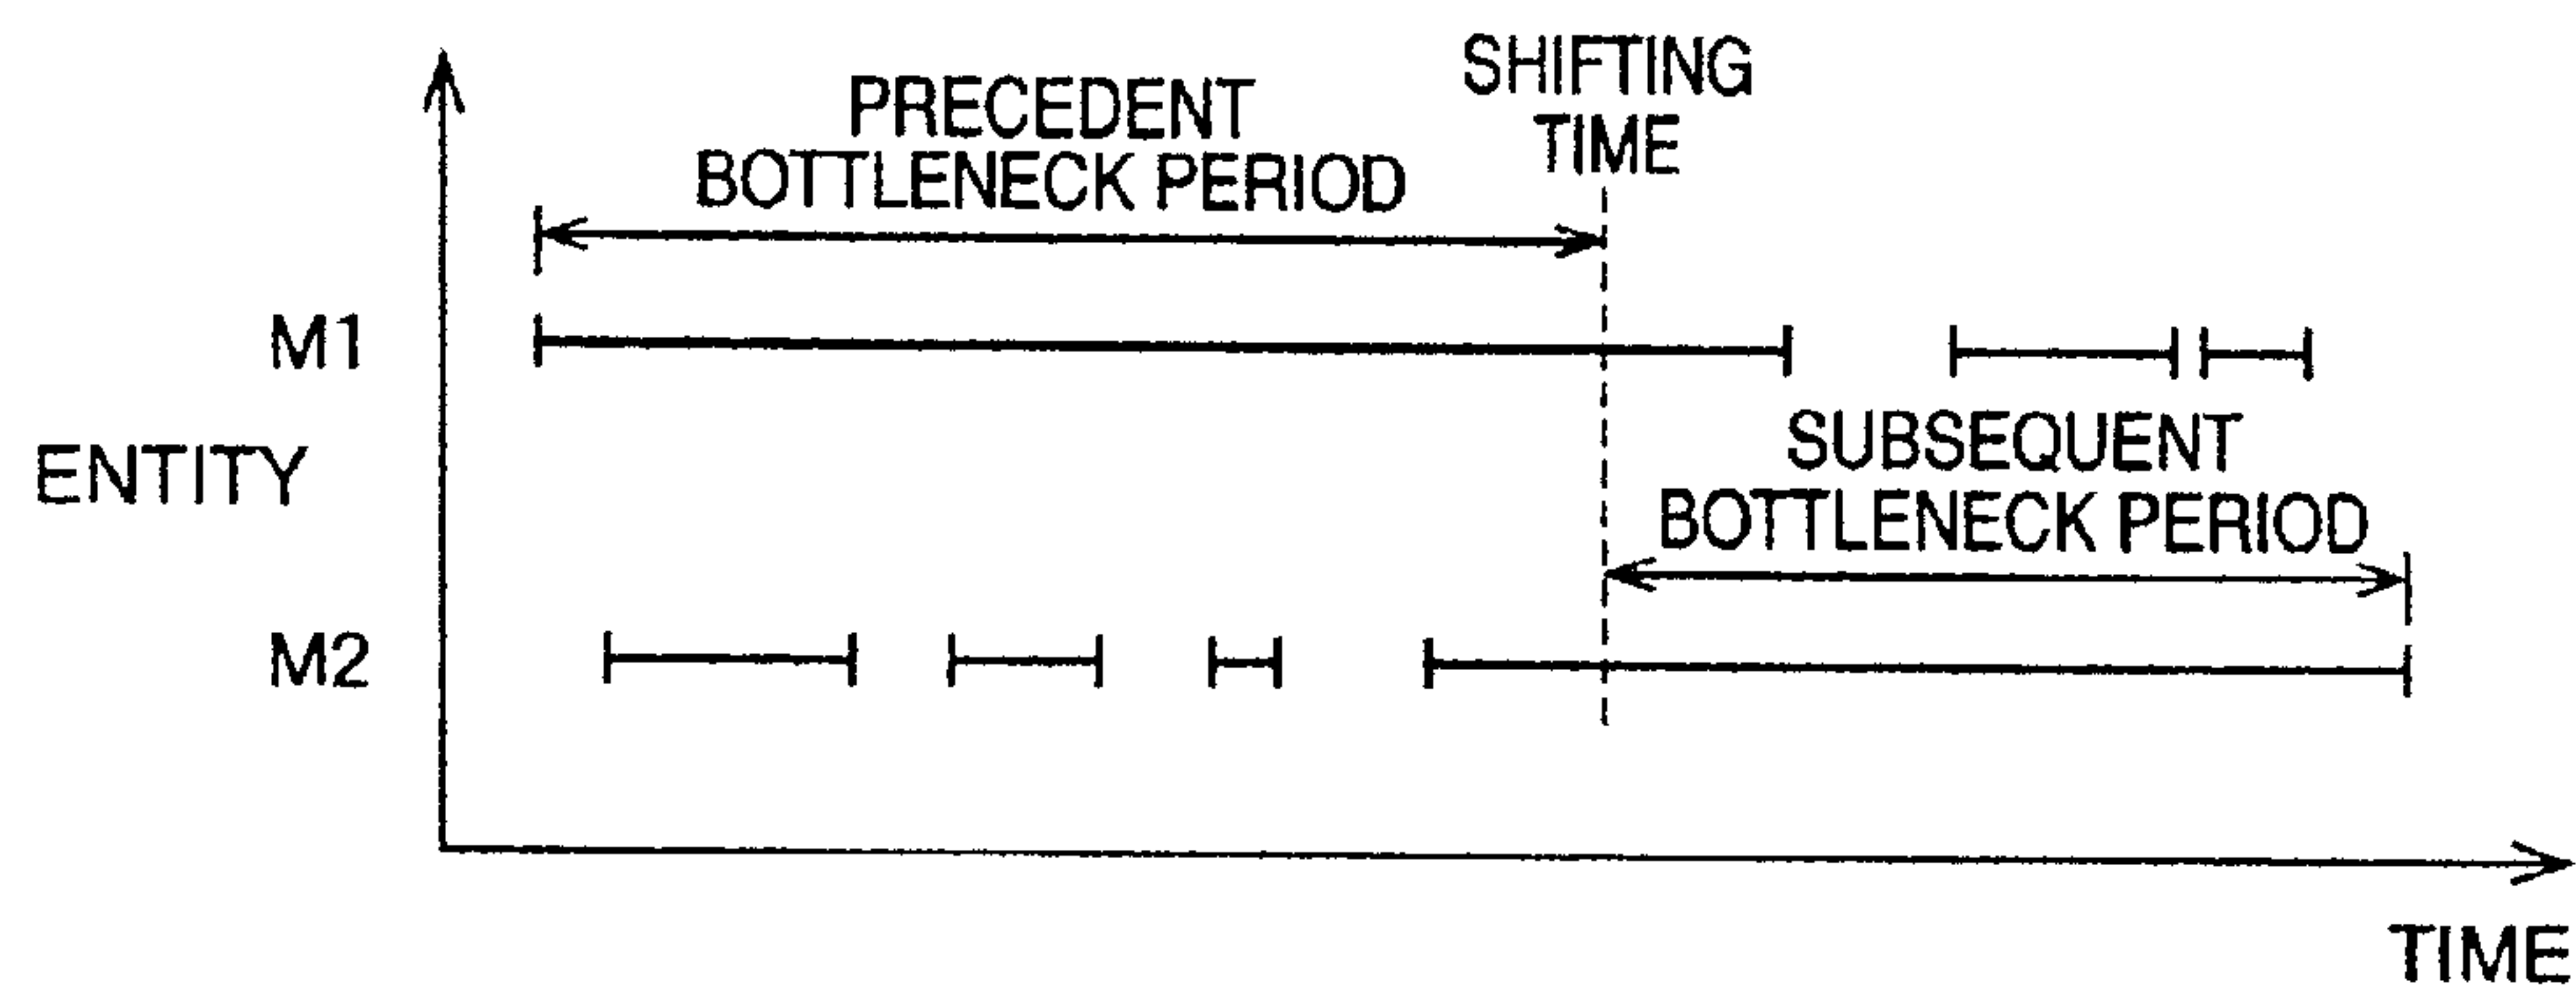 SHIFTING
TIME
PRECEDENT
BOTTLENECK PERIOD
M1
ENTITY
SUBSEQUENT
BOTTLENECK PERIOD
M2
TIME